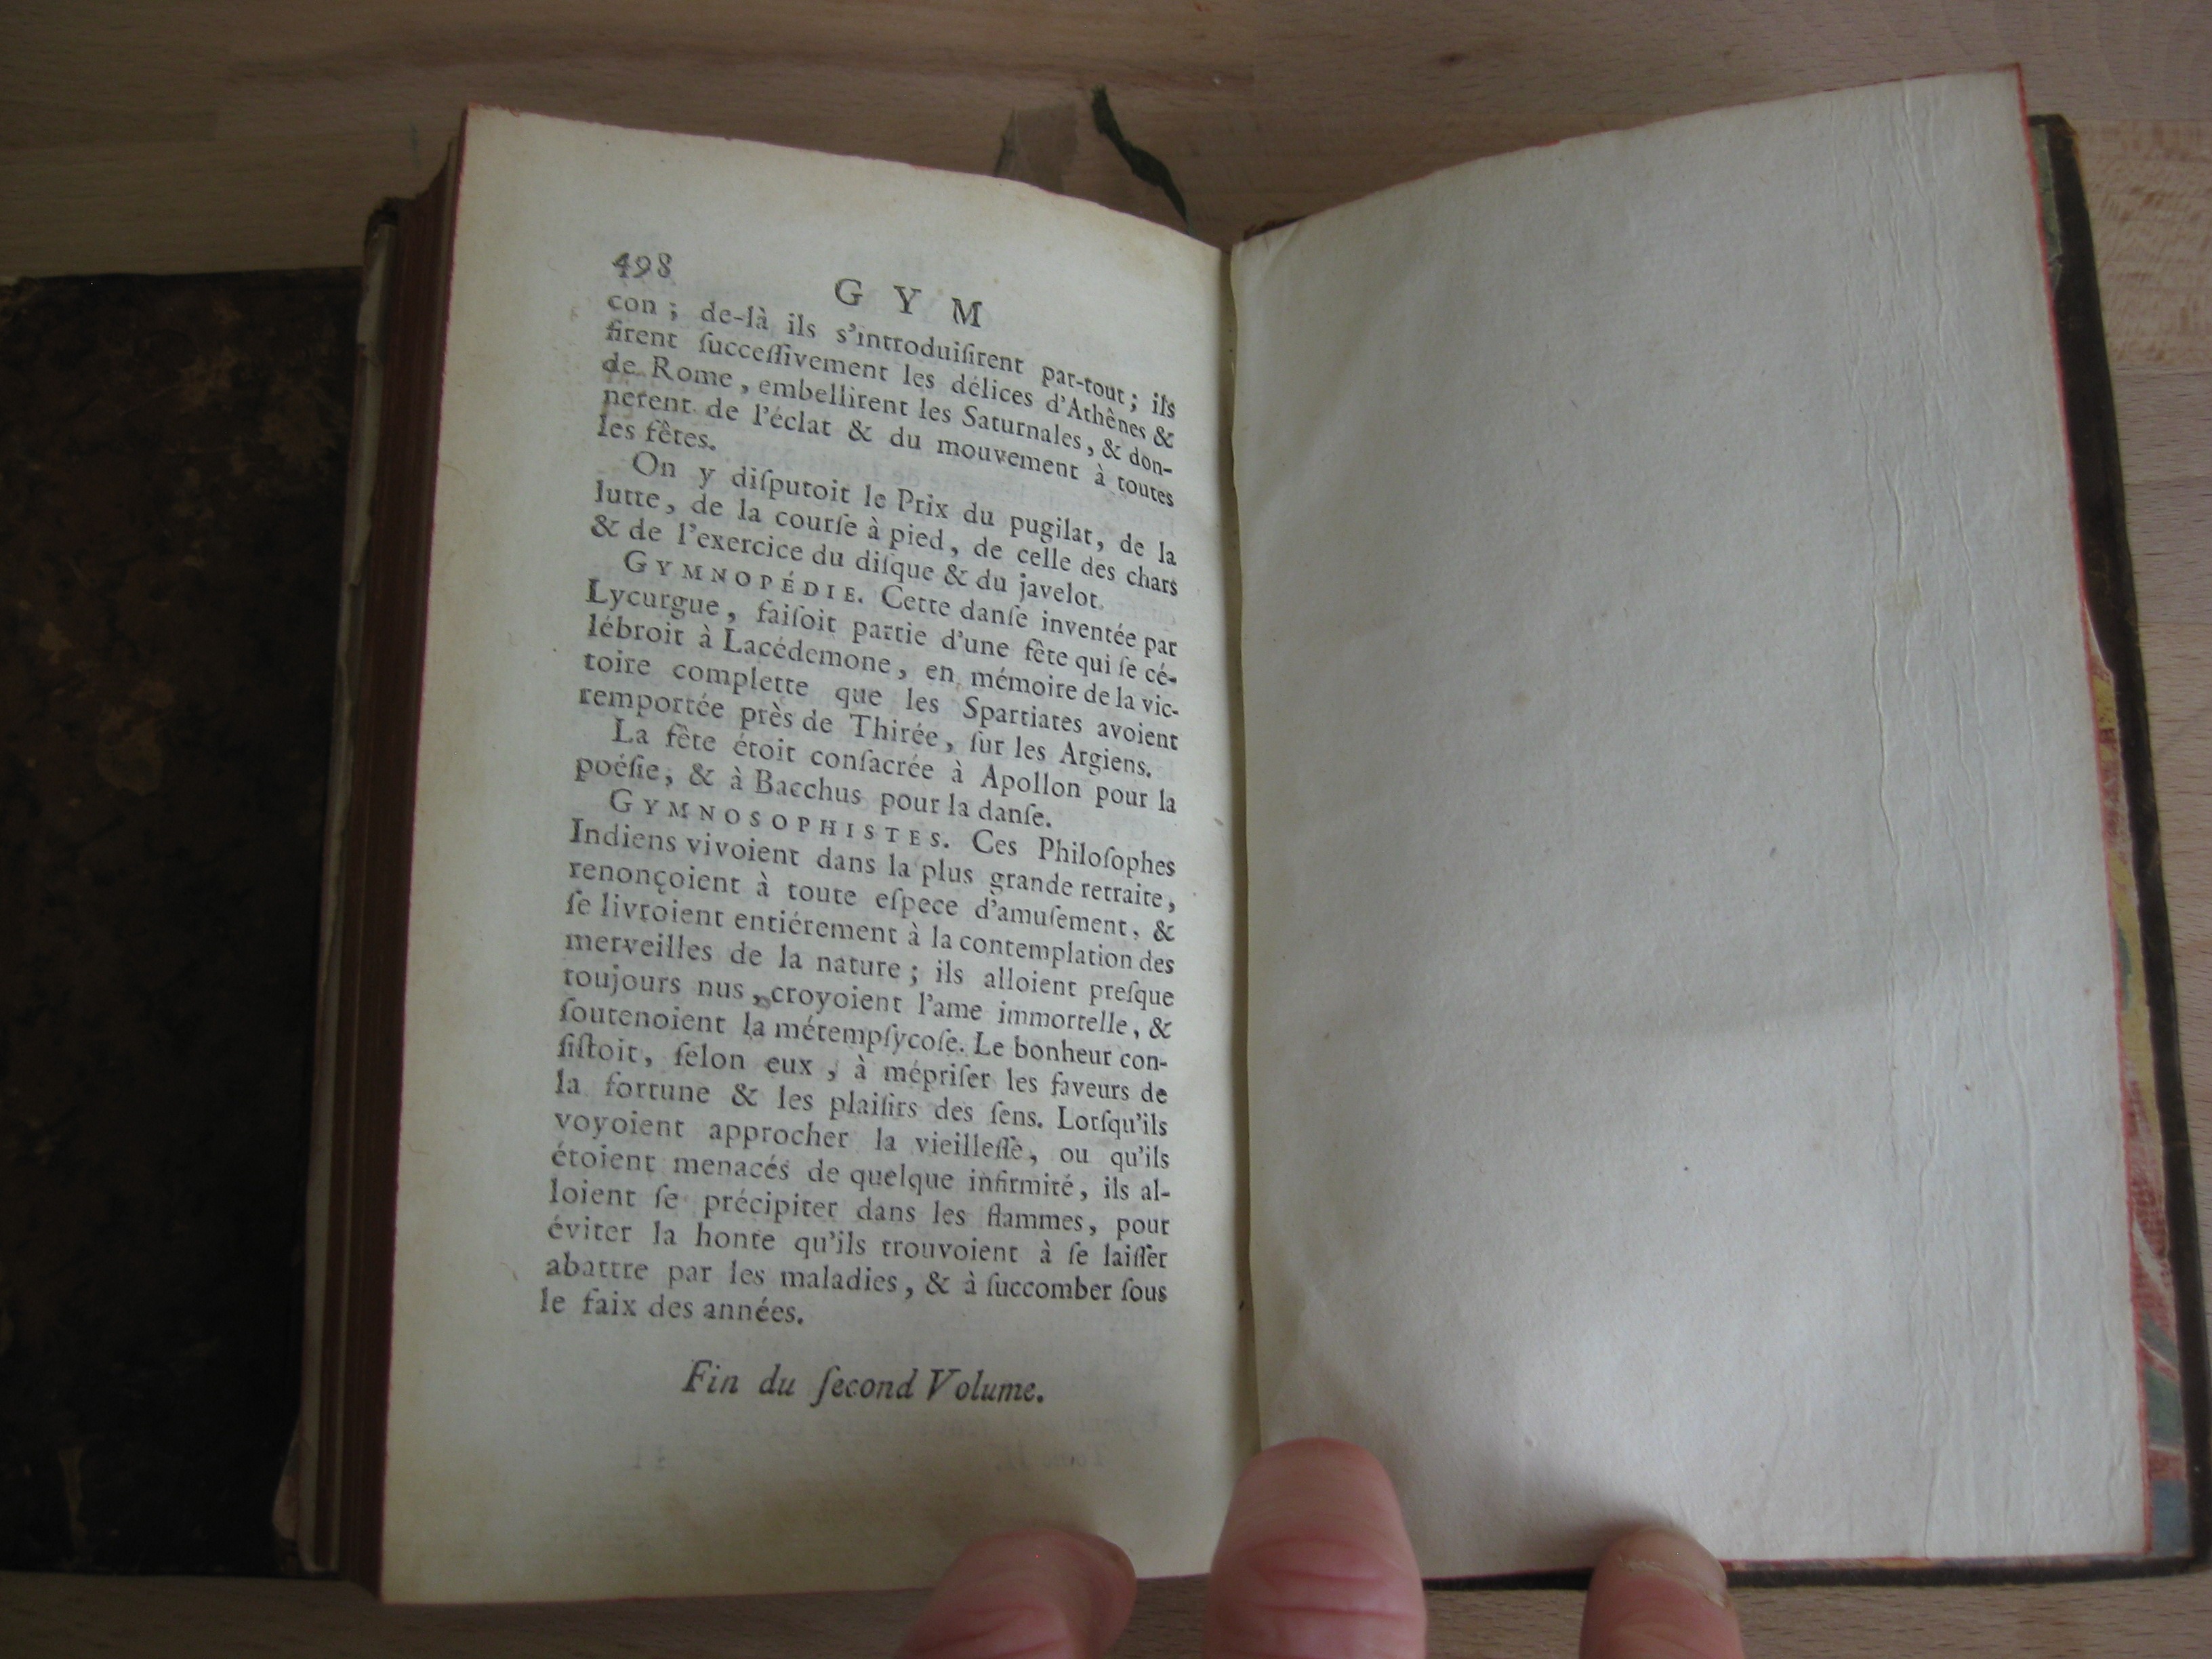 498
G Y M
con ; de-là ils s'introduiſirent par-tout ; ils
firent ſucceſſivement les délices d'Athênes &
de Rome, embellirent les Saturnales, & don-
nerent de l'éclat & du mouvement à toutes
les fêtes.
On y diſputoit le Prix du pugilat, de la
lutte, de la courſe à pied, de celle des chars
& de l'exercice du diſque & du javelot.
GYMNOPÉDIE. Cette danſe inventée par
Lycurgue, faiſoit partie d'une fête qui ſe cé-
lébroit à Lacédemone, en mémoire de la vic-
toire complette que les Spartiates avoient
remportée près de Thirée, ſur les Argiens.
La fête étoit conſacrée à Apollon pour la
poéſie, & à Bacchus pour la danſe.
GYMNOSOPHISTES. Ces Philoſophes
Indiens vivoient dans la plus grande retraite,
renonçoient à toute eſpece d'amuſement, &
ſe livroient entiérement à la contemplation des
merveilles de la nature ; ils alloient preſque
toujours nus, croyoient l'ame immortelle, &
ſoutenoient la métempſycoſe. Le bonheur con-
ſiſtoit, ſelon eux, à mépriſer les faveurs de
la fortune & les plaiſirs des ſens. Lorſqu'ils
voyoient approcher la vieilleſſe, ou qu'ils
étoient menacés de quelque infirmité, ils al-
loient ſe précipiter dans les flammes, pour
éviter la honte qu'ils trouvoient à ſe laiſſer
abattre par les maladies, & à ſuccomber ſous
le faix des années.
Fin du ſecond Volume.